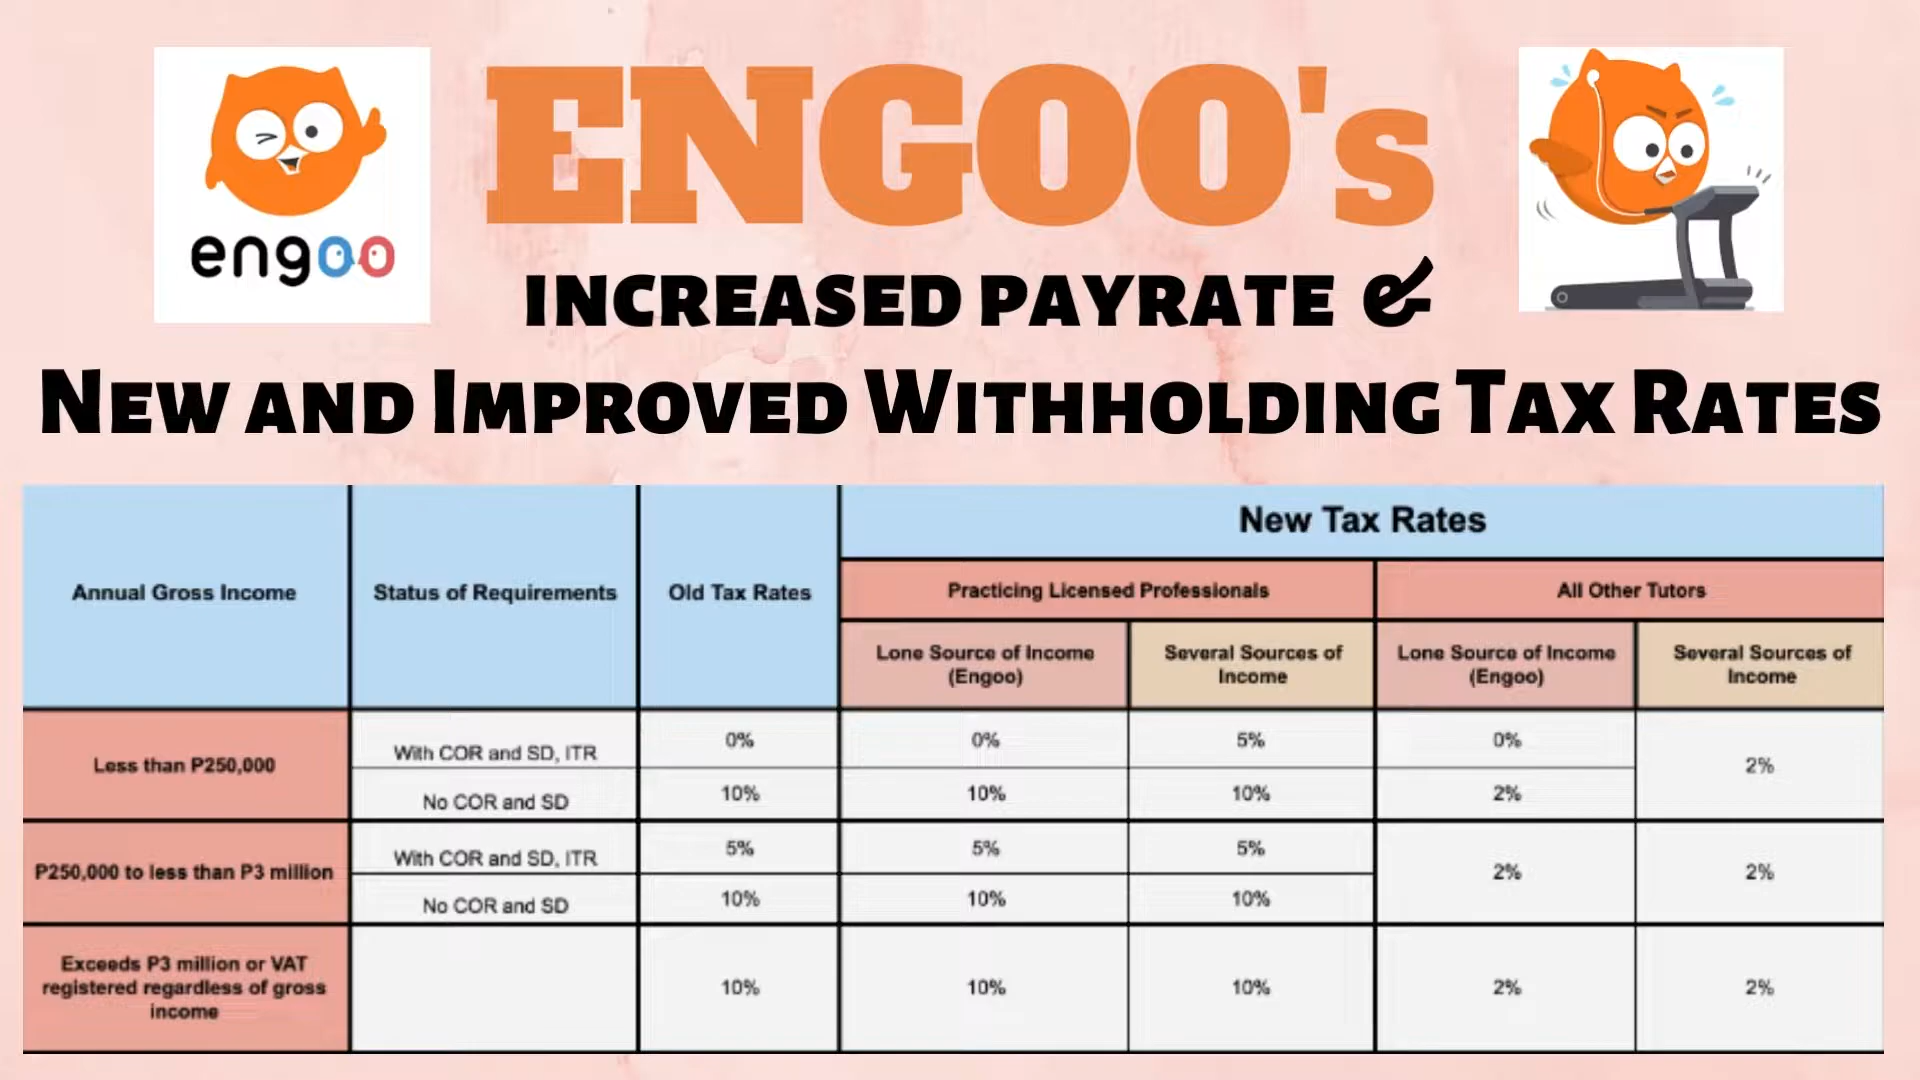 engoo
ENGOO's
INCREASED PAYRATE &
NEW AND IMPROVED WITHHOLDING TAX RATES
Annual Gross Income
Status of Requirements
Old Tax Rates
New Tax Rates
Practicing Licensed Professionals
All Other Tutors
Lone Source of Income
(Engoo)
Several Sources of
Income
Lone Source of Income
(Engoo)
Several Sources of
Income
Less than P250,000
With COR and SD, ITR
0%
0%
5%
0%
2%
No COR and SD
10%
10%
10%
2%
P250,000 to less than P3 million
With COR and SD, ITR
5%
5%
5%
2%
2%
No COR and SD
10%
10%
10%
Exceeds P3 million or VAT
registered regardless of gross
income
10%
10%
10%
2%
2%